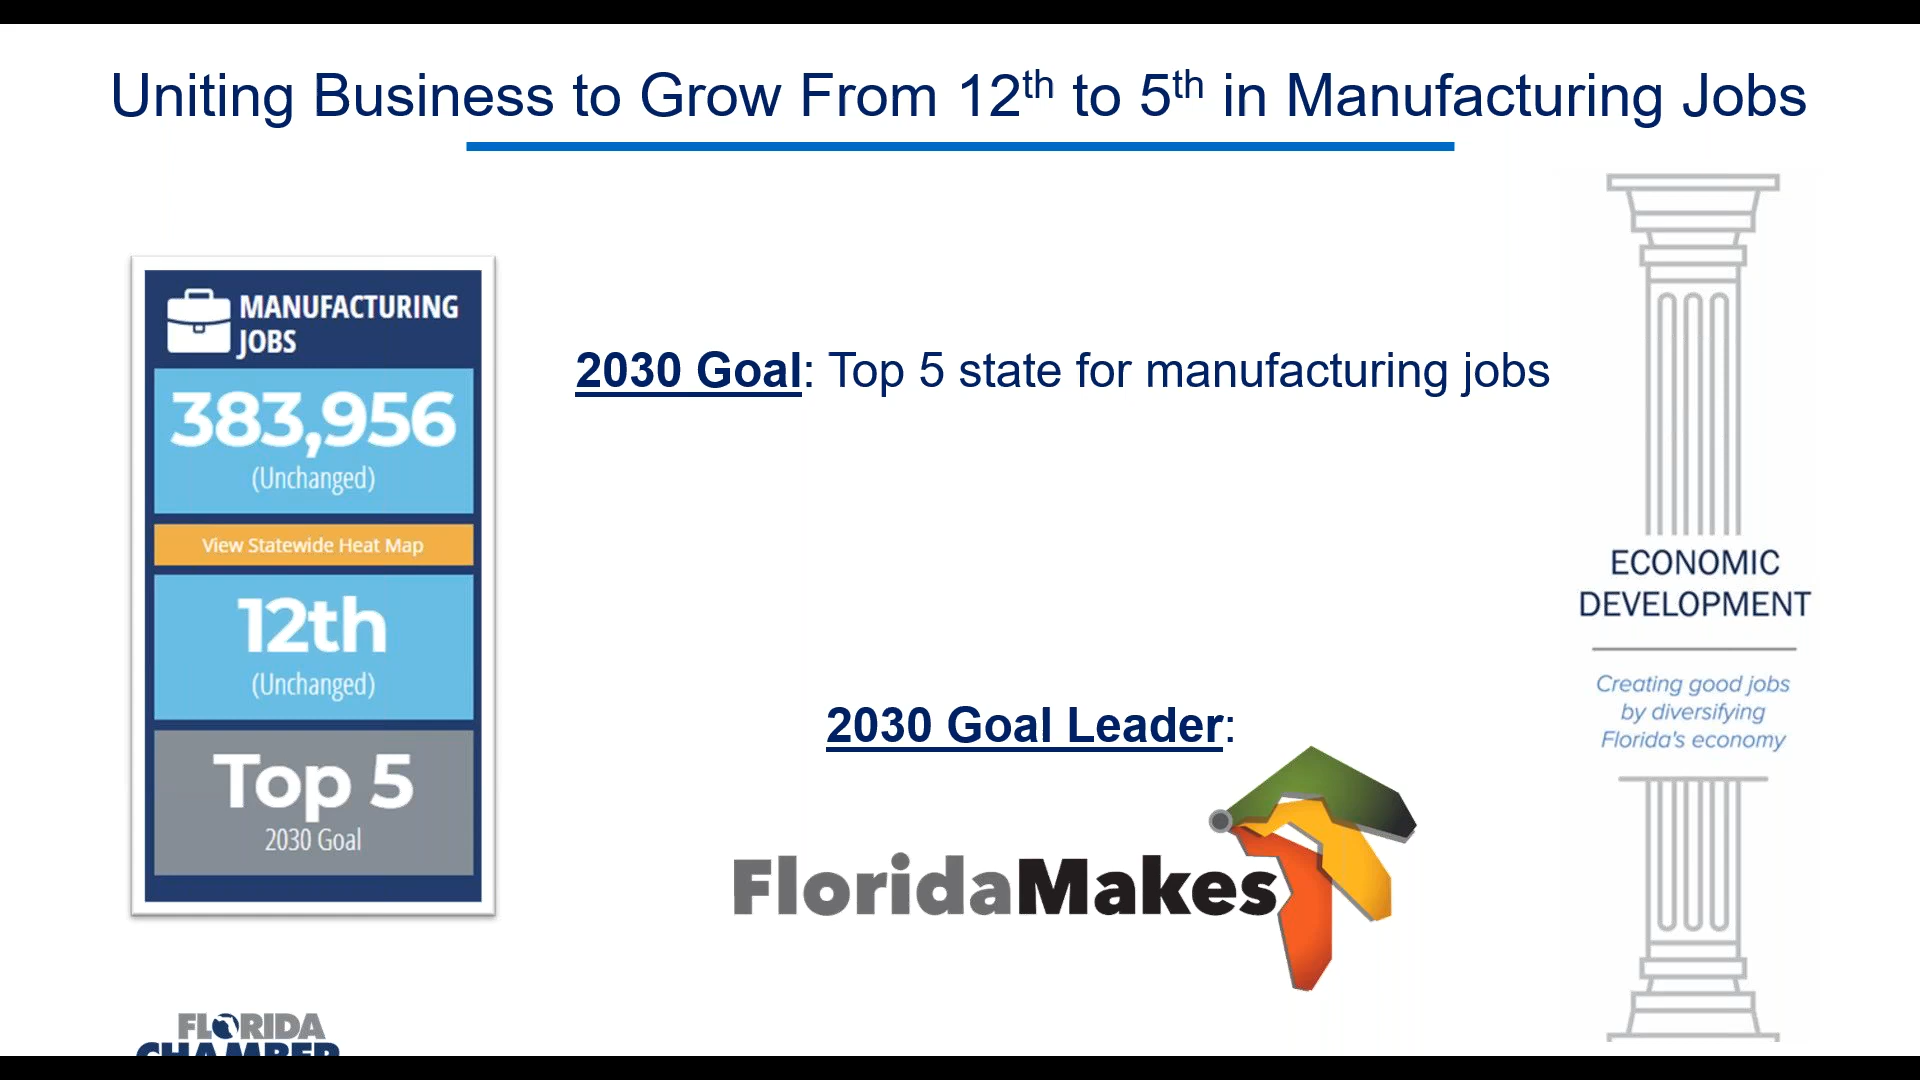 Uniting Business to Grow From 12th to 5th in Manufacturing Jobs
MANUFACTURING
JOBS
383,956
(Unchanged)
View Statewide Heat Map
12th
(Unchanged)
Top 5
2030 Goal
2030 Goal: Top 5 state for manufacturing jobs
2030 Goal Leader:
FloridaMakes
ECONOMIC
DEVELOPMENT
Creating good jobs
by diversifying
Florida's economy
FLORIDA
CHAMBER